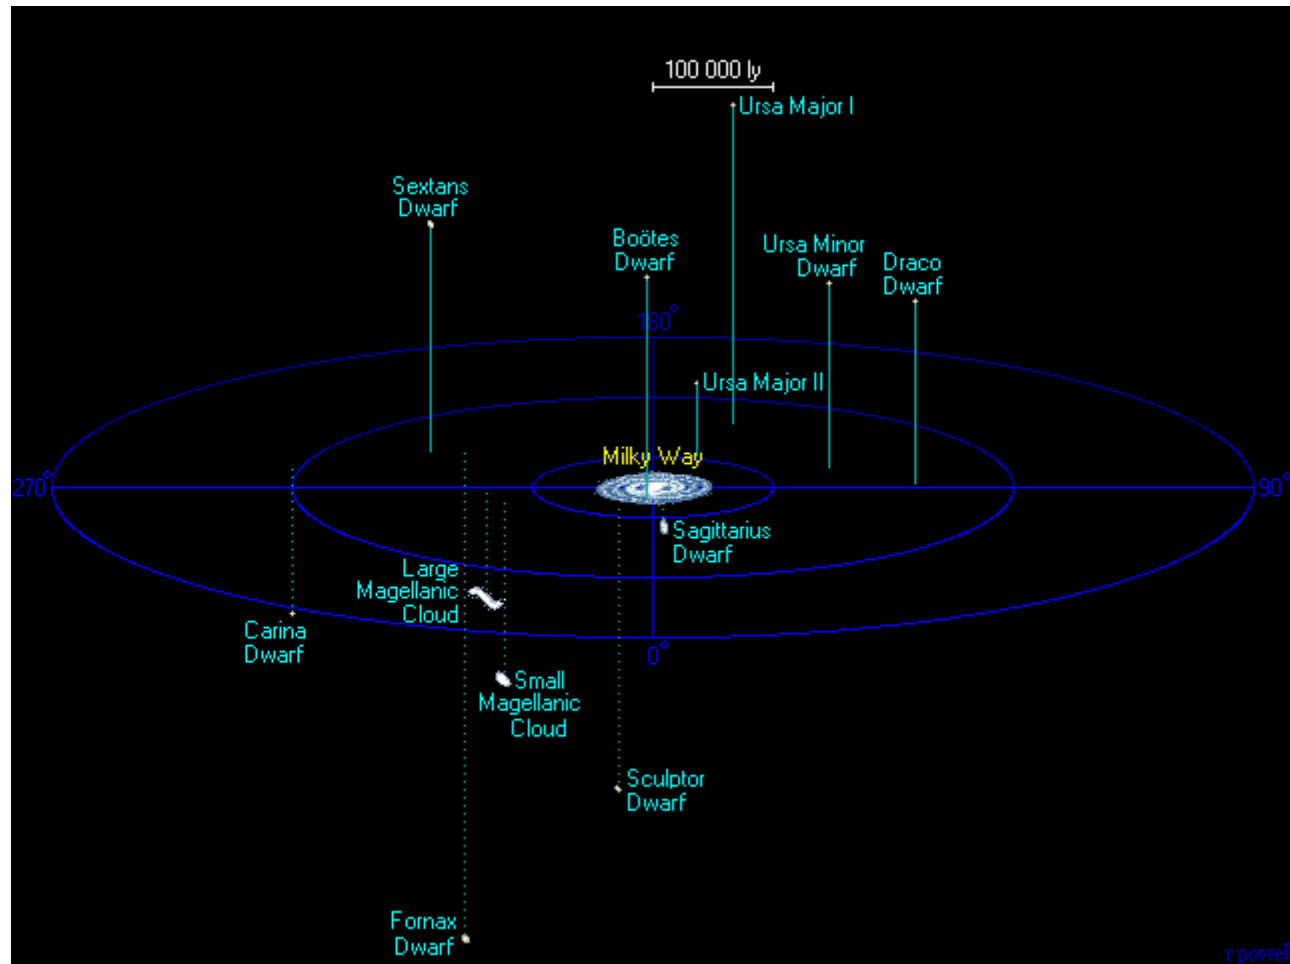 100 000 ly
Ursa Major I
Sextans
Dwarf
Boötes
Dwarf
Ursa Minor
Dwarf
Draco
Dwarf
180°
Ursa Major II
Milky Way
270°
90°
Sagittarius
Dwarf
Large
Magellanic
Cloud
Carina
Dwarf
0°
Small
Magellanic
Cloud
Sculptor
Dwarf
Fornax
Dwarf
r powell